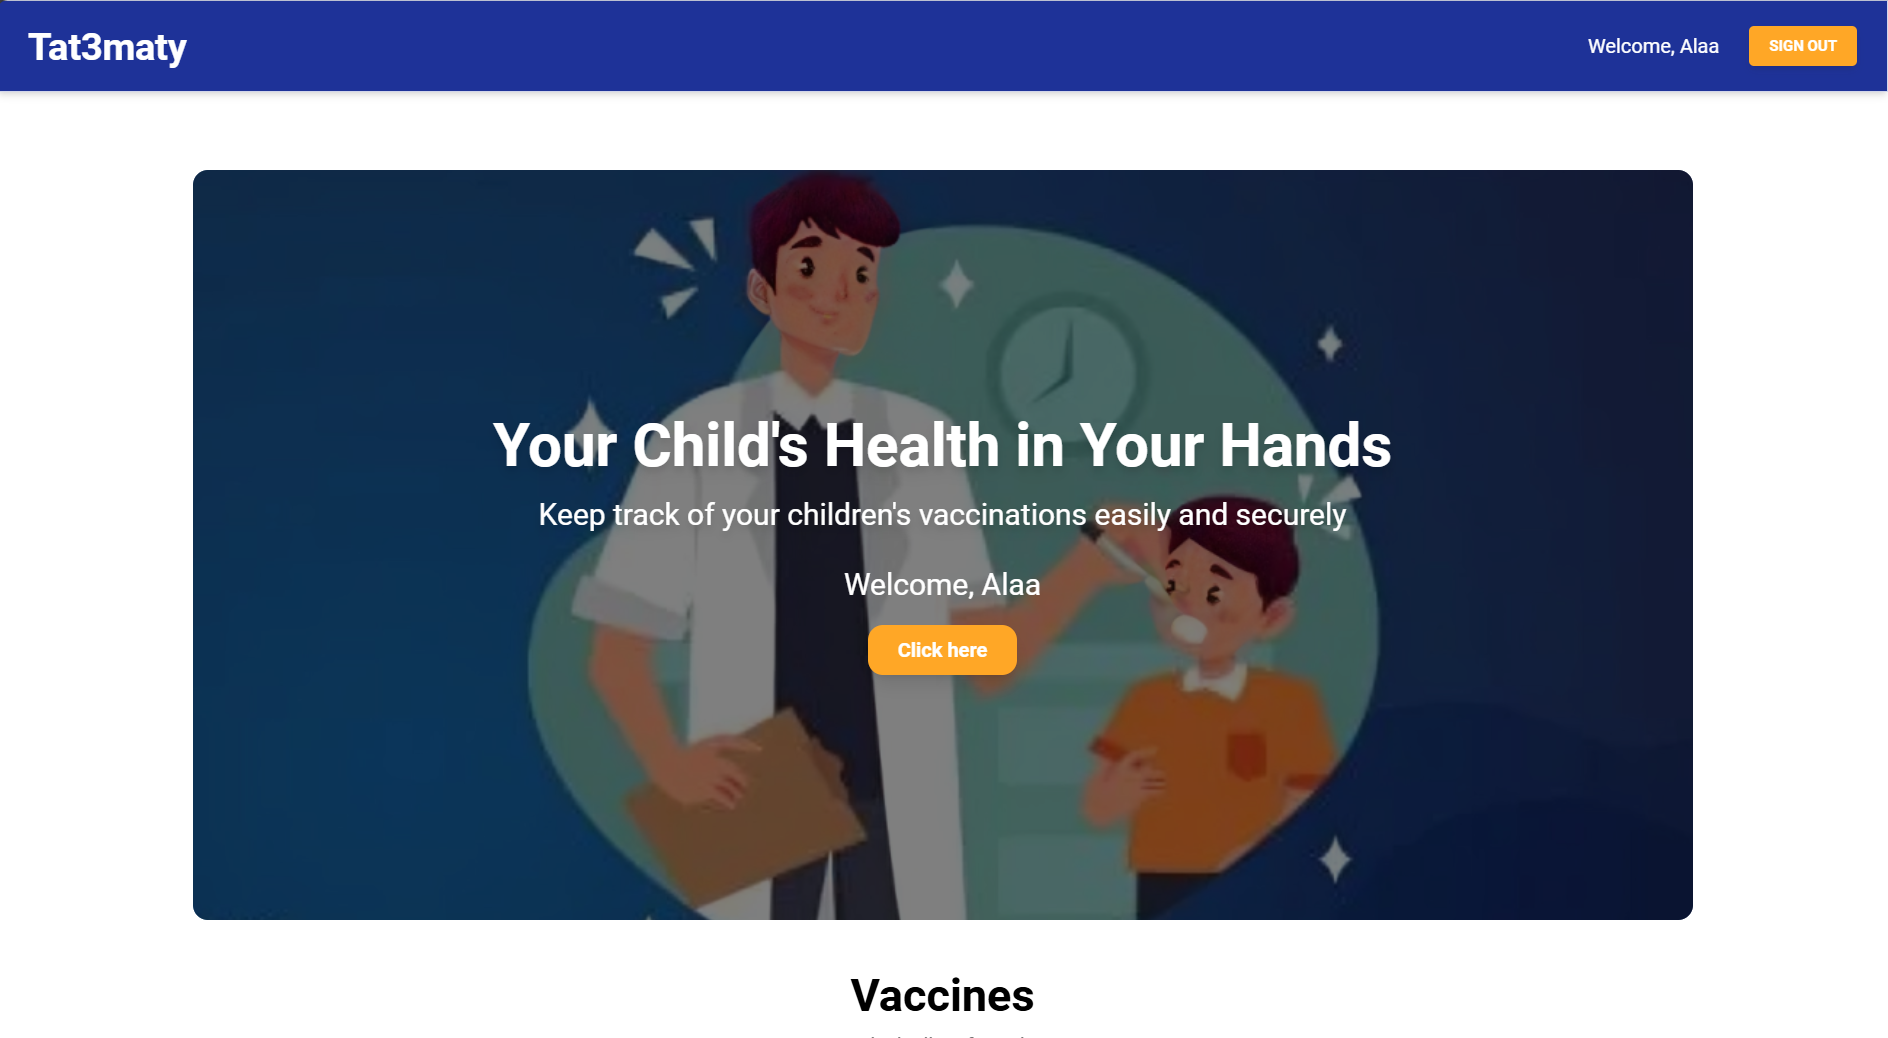 Tat3maty
Welcome, Alaa
SIGN OUT
Your Child's Health in Your Hands
Keep track of your children's vaccinations easily and securely
Welcome, Alaa
Click here
Vaccines